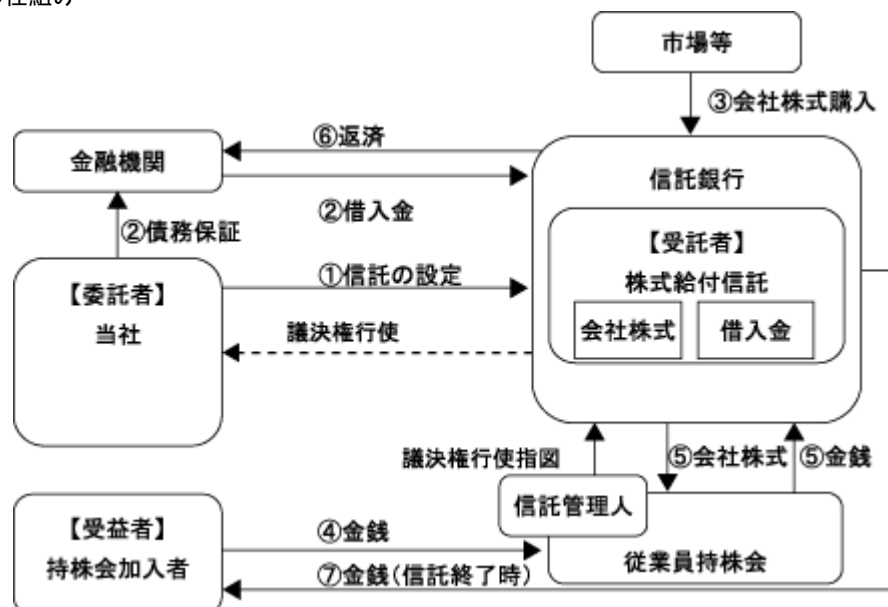 市場等
③会社株式購入
⑥返済
金融機関
信託銀行
②借入金
②債務保証
【受託者】
株式給付信託
①信託の設定
【委託者】
当社
会社株式
借入金
議決権行使
議決権行使指図
⑤会社株式
⑤金銭
信託管理人
【受益者】
持株会加入者
④金銭
従業員持株会
⑦金銭(信託終了時)